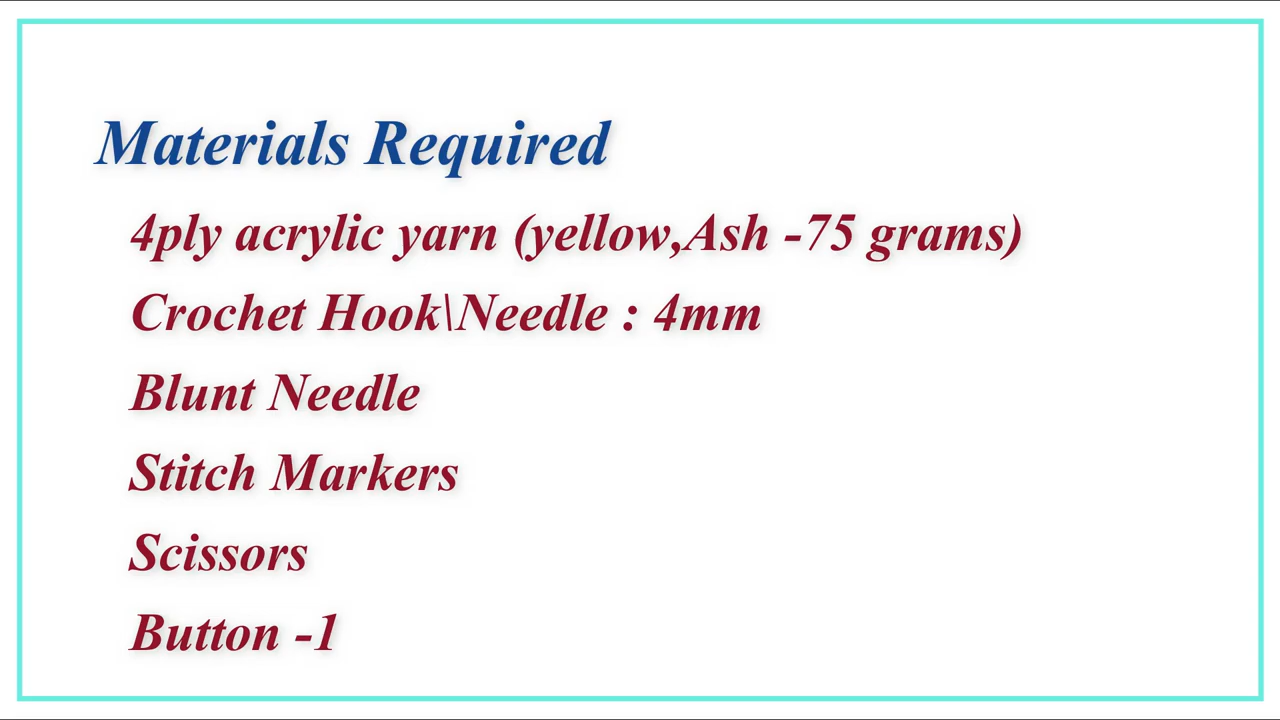 Materials Required
4ply acrylic yarn (yellow,Ash -75 grams)
Crochet Hook\Needle : 4mm
Blunt Needle
Stitch Markers
Scissors
Button -1